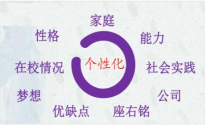 家庭
性格
能力
在校情况
个性化
社会实践
梦想
公司
优缺点
座右铭